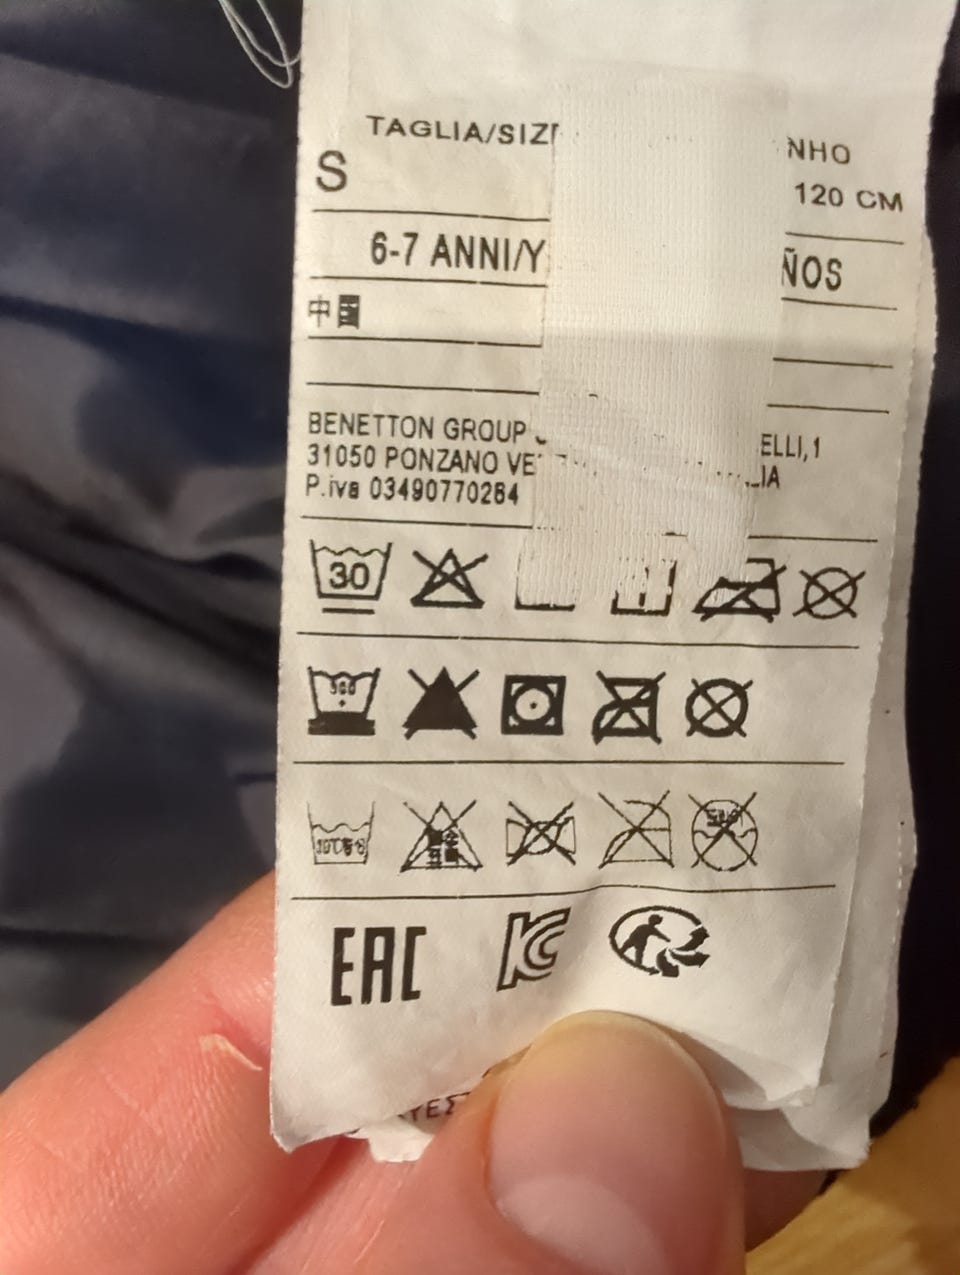 TAGLIA/SIZ
NHO
S
120 CM
6-7 ANNI/Y
ÑOS
中国
BENETTON GROUP
ELLI,1
31050 PONZANO VE
LIA
P.iva 03490770264
30
EAC
KC